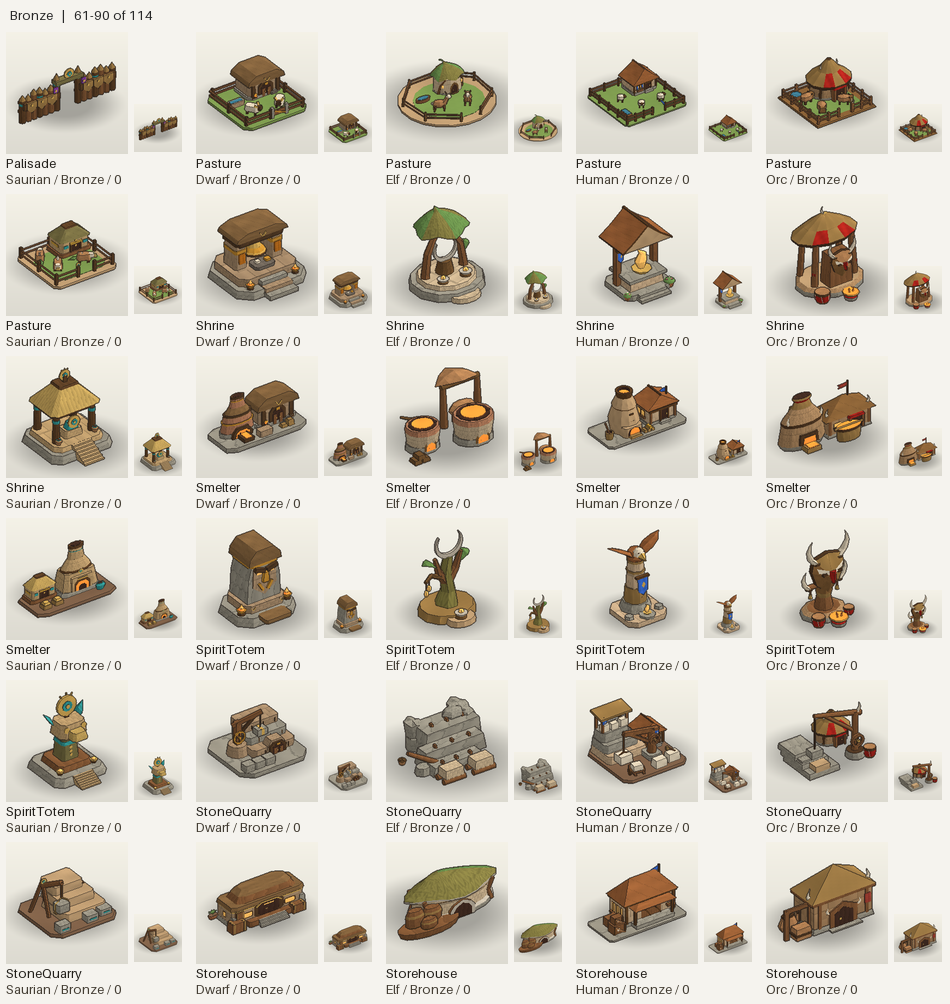 Bronze | 61-90 of 114
Palisade
Saurian / Bronze / 0
Pasture
Dwarf / Bronze / 0
Pasture
Elf / Bronze / 0
Pasture
Human / Bronze / 0
Pasture
Orc / Bronze / 0
Pasture
Saurian / Bronze / 0
Shrine
Dwarf / Bronze / 0
Shrine
Elf / Bronze / 0
Shrine
Human / Bronze / 0
Shrine
Orc / Bronze / 0
Shrine
Saurian / Bronze / 0
Smelter
Dwarf / Bronze / 0
Smelter
Elf / Bronze / 0
Smelter
Human / Bronze / 0
Smelter
Orc / Bronze / 0
Smelter
Saurian / Bronze / 0
SpiritTotem
Dwarf / Bronze / 0
SpiritTotem
Elf / Bronze / 0
SpiritTotem
Human / Bronze / 0
SpiritTotem
Orc / Bronze / 0
SpiritTotem
Saurian / Bronze / 0
StoneQuarry
Dwarf / Bronze / 0
StoneQuarry
Elf / Bronze / 0
StoneQuarry
Human / Bronze / 0
StoneQuarry
Orc / Bronze / 0
StoneQuarry
Saurian / Bronze / 0
Storehouse
Dwarf / Bronze / 0
Storehouse
Elf / Bronze / 0
Storehouse
Human / Bronze / 0
Storehouse
Orc / Bronze / 0